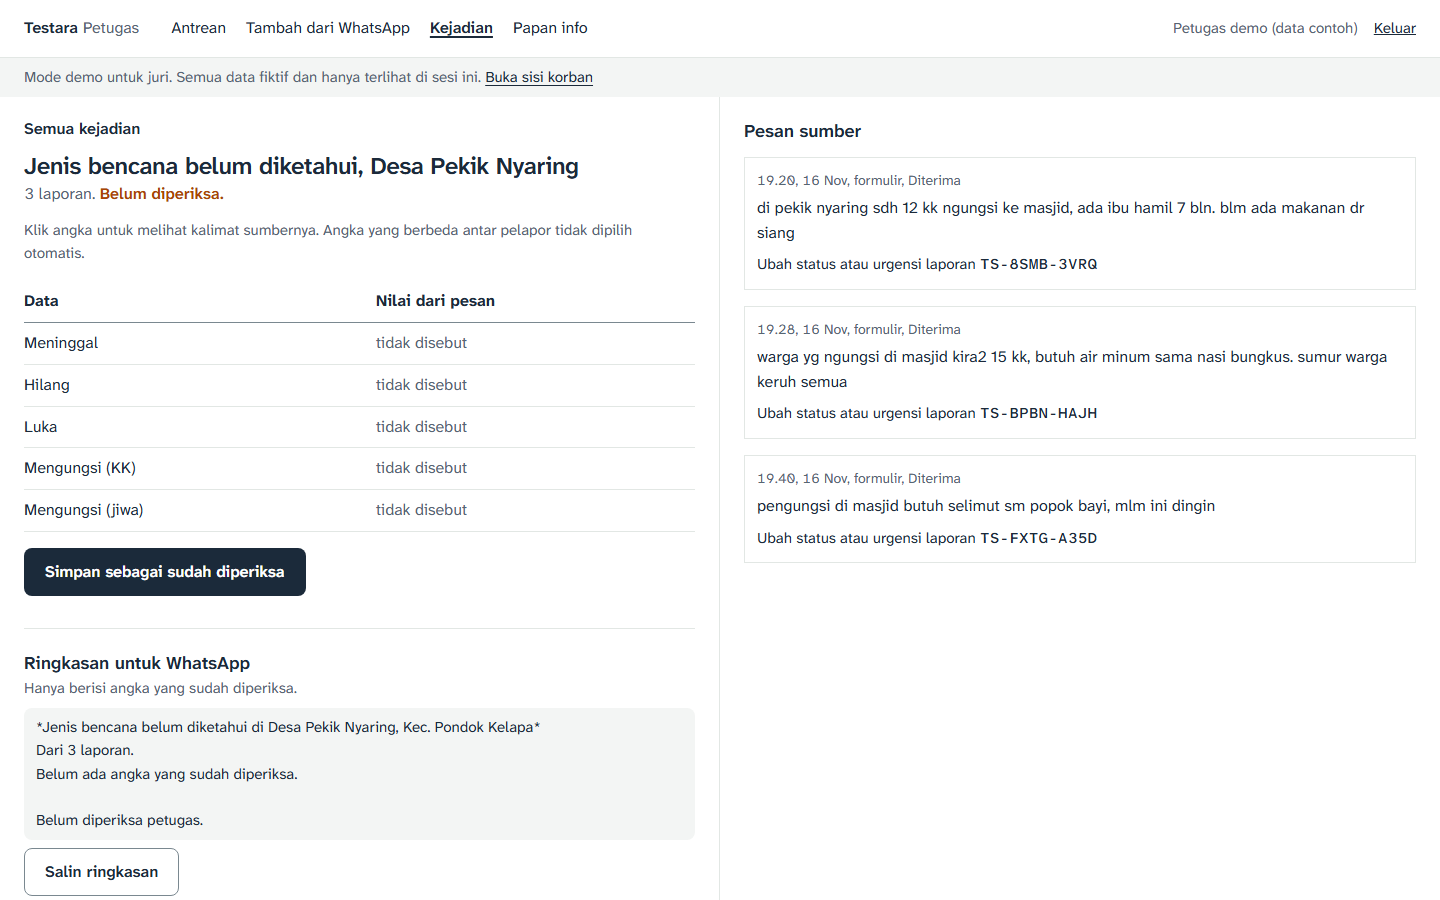 Testara Petugas Antrean Tambah dari WhatsApp Kejadian Papan info Petugas demo (data contoh) Keluar
Mode demo untuk juri. Semua data fiktif dan hanya terlihat di sesi ini. Buka sisi korban
Semua kejadian
Jenis bencana belum diketahui, Desa Pekik Nyaring
3 laporan. Belum diperiksa.
Klik angka untuk melihat kalimat sumbernya. Angka yang berbeda antar pelapor tidak dipilih
otomatis.
Data Nilai dari pesan
Meninggal tidak disebut
Hilang tidak disebut
Luka tidak disebut
Mengungsi (KK) tidak disebut
Mengungsi (jiwa) tidak disebut
Simpan sebagai sudah diperiksa
Ringkasan untuk WhatsApp
Hanya berisi angka yang sudah diperiksa.
*Jenis bencana belum diketahui di Desa Pekik Nyaring, Kec. Pondok Kelapa*
Dari 3 laporan.
Belum ada angka yang sudah diperiksa.
Belum diperiksa petugas.
Salin ringkasan
Pesan sumber
19.20, 16 Nov, formulir, Diterima
di pekik nyaring sdh 12 kk ngungsi ke masjid, ada ibu hamil 7 bln. blm ada makanan dr
siang
Ubah status atau urgensi laporan TS-8SMB-3VRQ
19.28, 16 Nov, formulir, Diterima
warga yg ngungsi di masjid kira2 15 kk, butuh air minum sama nasi bungkus. sumur warga
keruh semua
Ubah status atau urgensi laporan TS-BPBN-HAJH
19.40, 16 Nov, formulir, Diterima
pengungsi di masjid butuh selimut sm popok bayi, mlm ini dingin
Ubah status atau urgensi laporan TS-FXTG-A35D